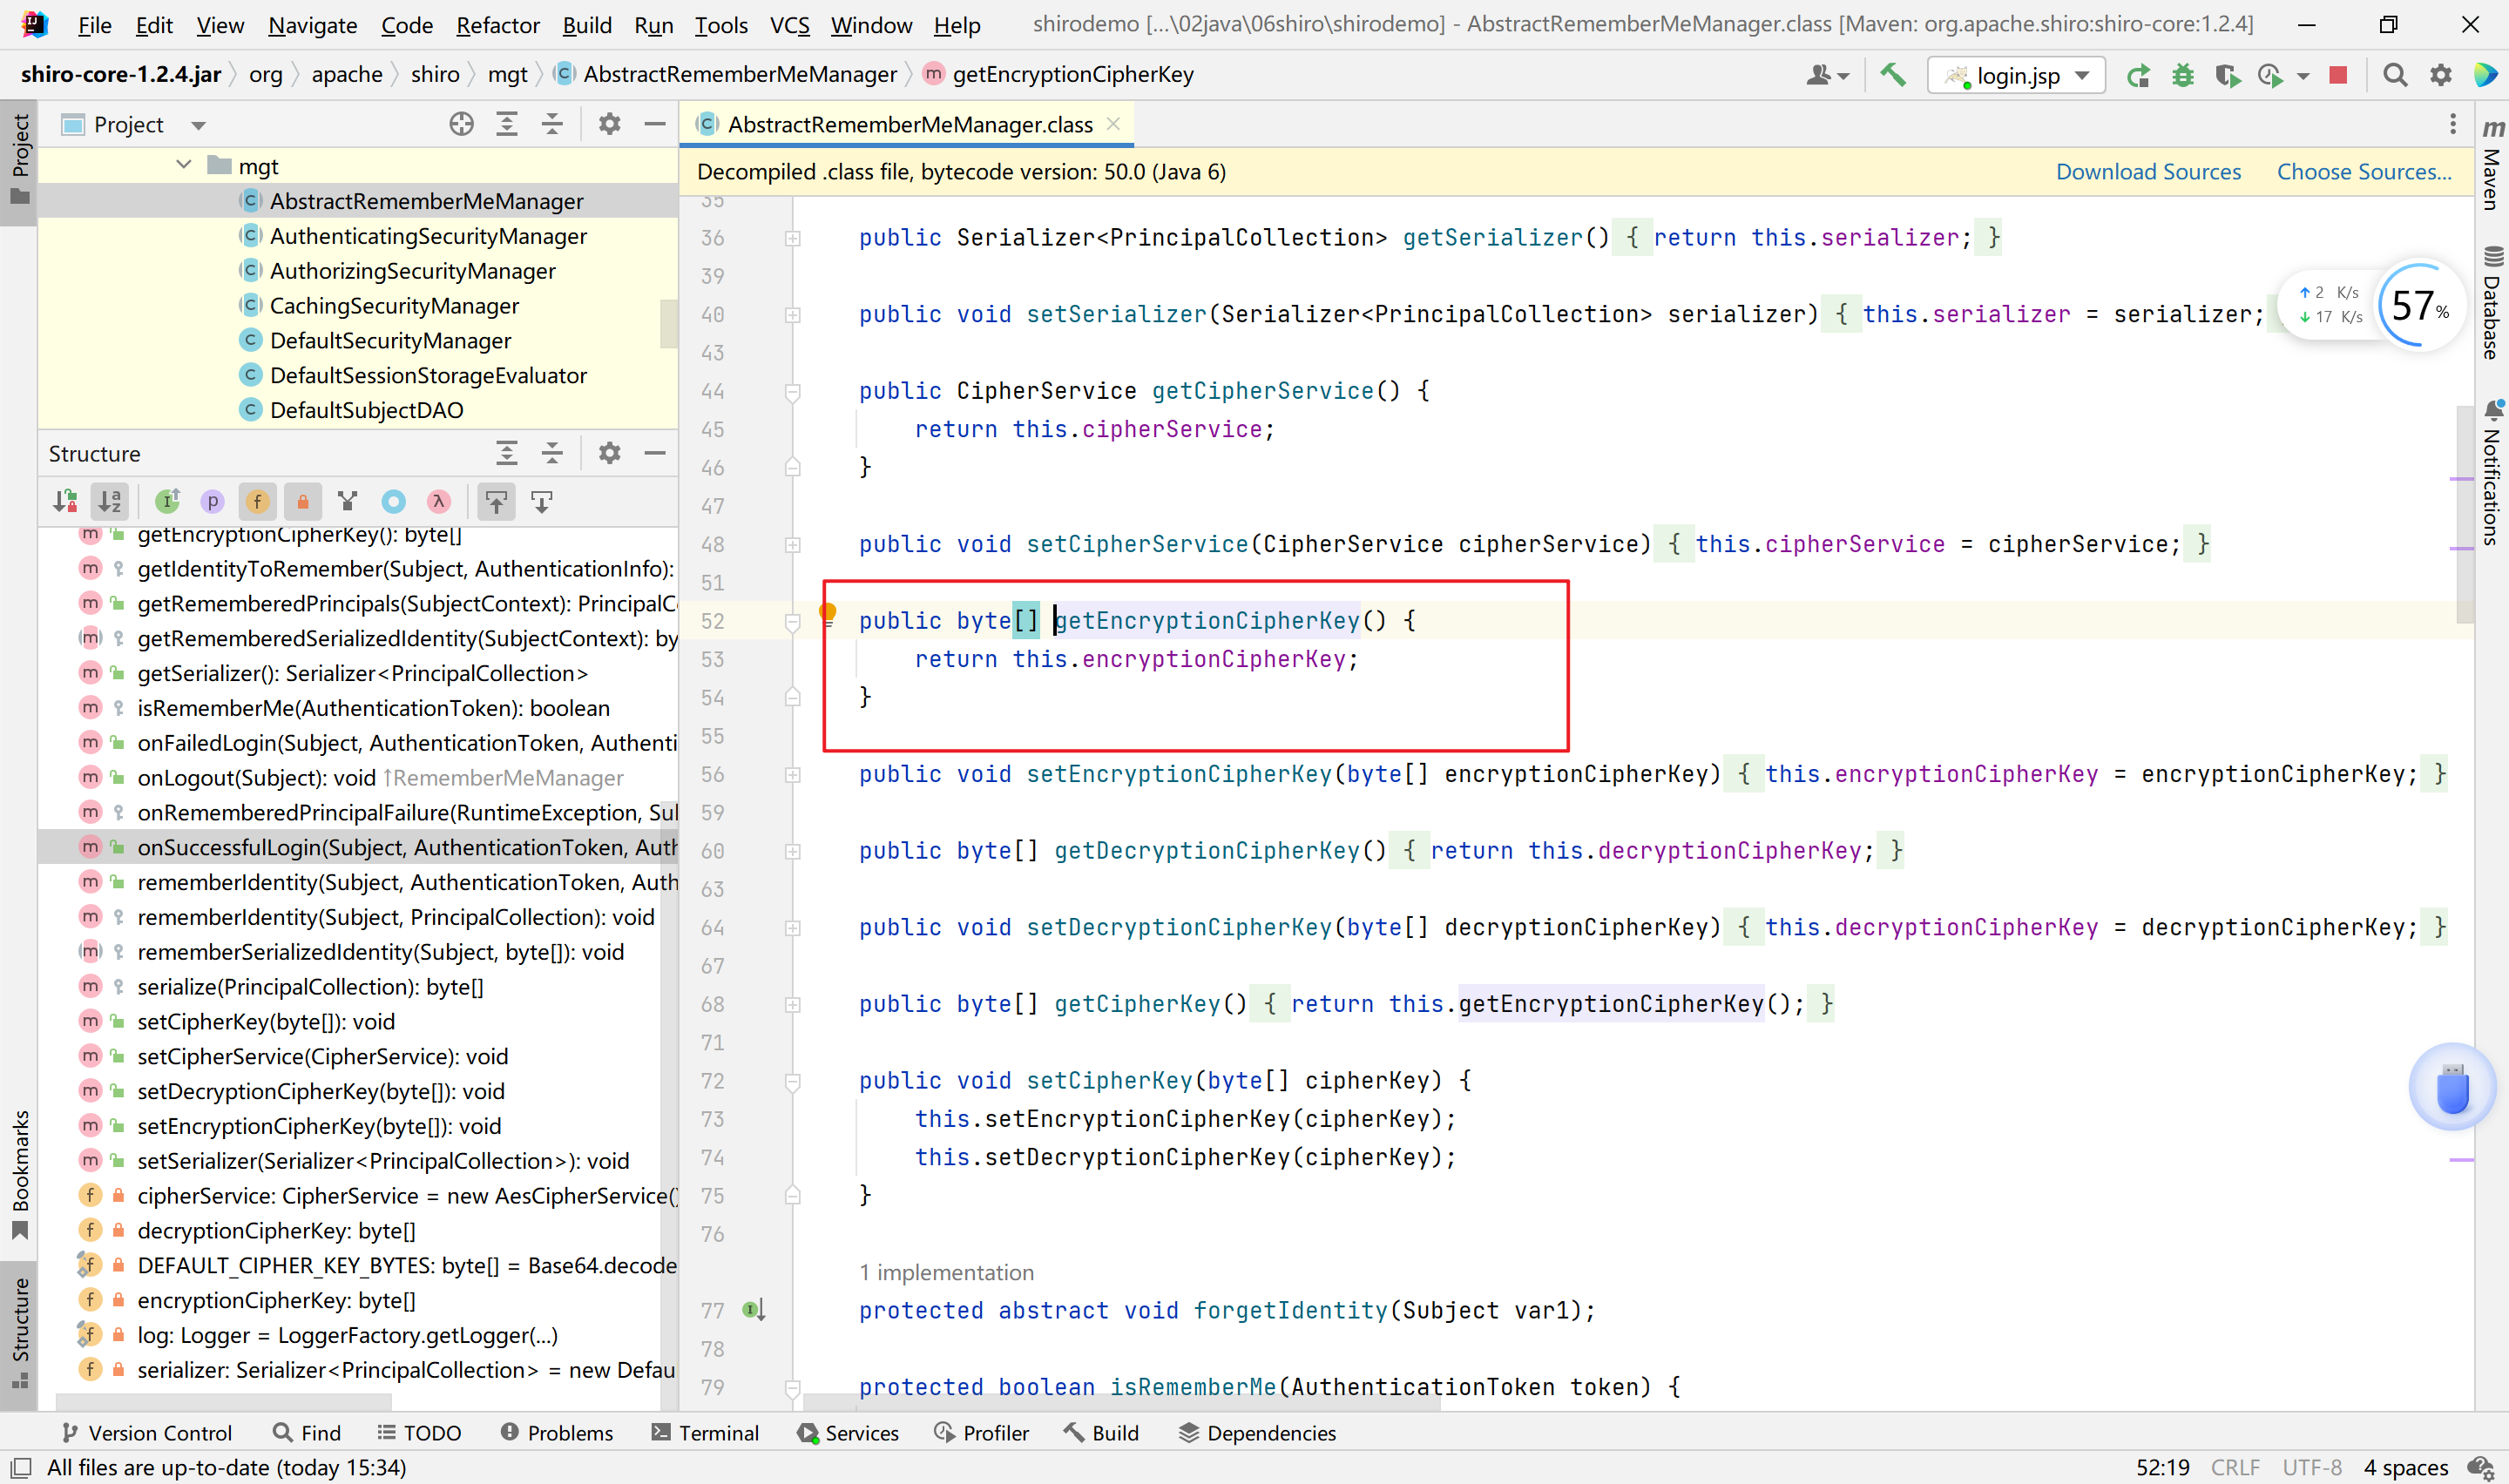 File Edit View Navigate Code Refactor Build Run Tools VCS Window Help shirodemo [...\02java\06shiro\shirodemo] - AbstractRememberMeManager.class [Maven: org.apache.shiro:shiro-core:1.2.4]
shiro-core-1.2.4.jar org apache shiro mgt AbstractRememberMeManager getEncryptionCipherKey login.jsp
Project
mgt
AbstractRememberMeManager
AuthenticatingSecurityManager
AuthorizingSecurityManager
CachingSecurityManager
DefaultSecurityManager
DefaultSessionStorageEvaluator
DefaultSubjectDAO
Structure
getEncryptionCipherKey(): byte[]
getIdentityToRemember(Subject, AuthenticationInfo):
getRememberedPrincipals(SubjectContext): PrincipalC
getRememberedSerializedIdentity(SubjectContext): by
getSerializer(): Serializer<PrincipalCollection>
isRememberMe(AuthenticationToken): boolean
onFailedLogin(Subject, AuthenticationToken, Authenti
onLogout(Subject): void ↑RememberMeManager
onRememberedPrincipalFailure(RuntimeException, Sul
onSuccessfulLogin(Subject, AuthenticationToken, Auth
rememberIdentity(Subject, AuthenticationToken, Auth
rememberIdentity(Subject, PrincipalCollection): void
rememberSerializedIdentity(Subject, byte[]): void
serialize(PrincipalCollection): byte[]
setCipherKey(byte[]): void
setCipherService(CipherService): void
setDecryptionCipherKey(byte[]): void
setEncryptionCipherKey(byte[]): void
setSerializer(Serializer<PrincipalCollection>): void
cipherService: CipherService = new AesCipherService()
decryptionCipherKey: byte[]
DEFAULT_CIPHER_KEY_BYTES: byte[] = Base64.decode
encryptionCipherKey: byte[]
log: Logger = LoggerFactory.getLogger(...)
serializer: Serializer<PrincipalCollection> = new Defau
AbstractRememberMeManager.class
Decompiled .class file, bytecode version: 50.0 (Java 6) Download Sources Choose Sources...
35
36 public Serializer<PrincipalCollection> getSerializer() { return this.serializer; }
39
40 public void setSerializer(Serializer<PrincipalCollection> serializer) { this.serializer = serializer;
43
44 public CipherService getCipherService() {
45 return this.cipherService;
46 }
47
48 public void setCipherService(CipherService cipherService) { this.cipherService = cipherService; }
51
52 public byte[] getEncryptionCipherKey() {
53 return this.encryptionCipherKey;
54 }
55
56 public void setEncryptionCipherKey(byte[] encryptionCipherKey) { this.encryptionCipherKey = encryptionCipherKey; }
59
60 public byte[] getDecryptionCipherKey() { return this.decryptionCipherKey; }
63
64 public void setDecryptionCipherKey(byte[] decryptionCipherKey) { this.decryptionCipherKey = decryptionCipherKey; }
67
68 public byte[] getCipherKey() { return this.getEncryptionCipherKey(); }
71
72 public void setCipherKey(byte[] cipherKey) {
73 this.setEncryptionCipherKey(cipherKey);
74 this.setDecryptionCipherKey(cipherKey);
75 }
76
1 implementation
77 protected abstract void forgetIdentity(Subject var1);
78
79 protected boolean isRememberMe(AuthenticationToken token) {
↑ 2 K/s
↓ 17 K/s
57%
Project
Bookmarks
Structure
Maven
Database
Notifications
Version Control Find TODO Problems Terminal Services Profiler Build Dependencies
All files are up-to-date (today 15:34) 52:19 CRLF UTF-8 4 spaces